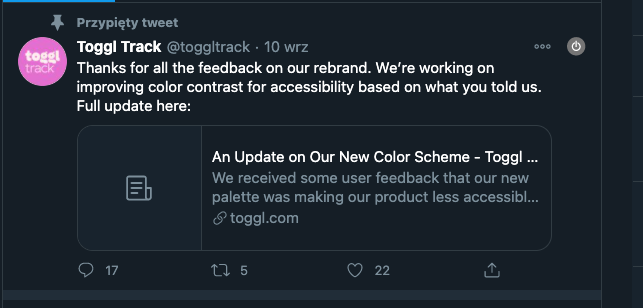 Przypięty tweet
toggl
track
Toggl Track @toggltrack · 10 wrz
Thanks for all the feedback on our rebrand. We’re working on
improving color contrast for accessibility based on what you told us.
Full update here:
An Update on Our New Color Scheme - Toggl ...
We received some user feedback that our new
palette was making our product less accessibl...
toggl.com
17 5 22